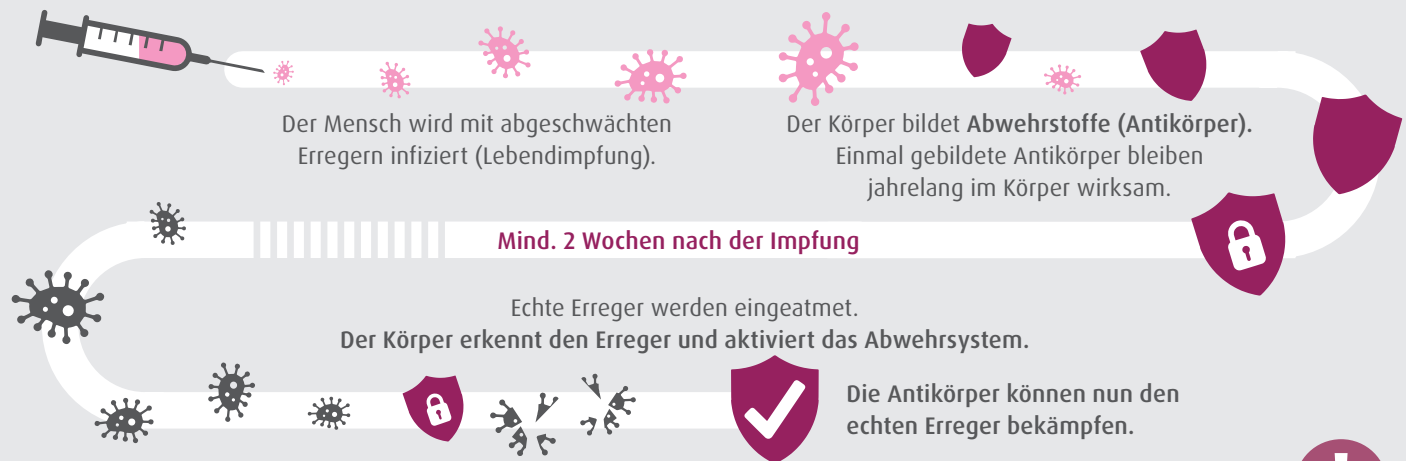 Der Mensch wird mit abgeschwächten
Erregern infiziert (Lebendimpfung).
Der Körper bildet Abwehrstoffe (Antikörper).
Einmal gebildete Antikörper bleiben
jahrelang im Körper wirksam.
Mind. 2 Wochen nach der Impfung
Echte Erreger werden eingeatmet.
Der Körper erkennt den Erreger und aktiviert das Abwehrsystem.
Die Antikörper können nun den
echten Erreger bekämpfen.